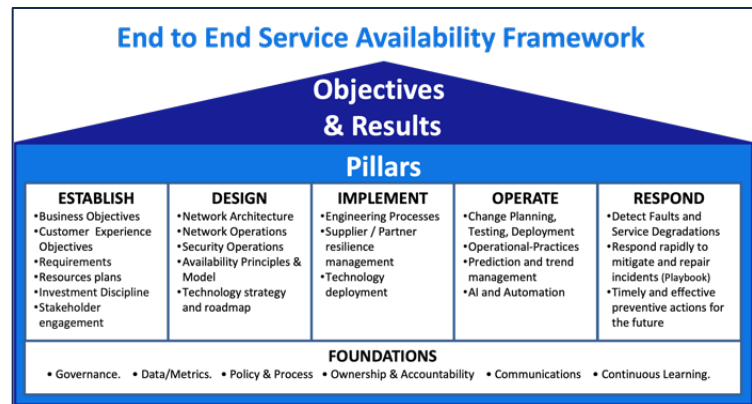 End to End Service Availability Framework
Objectives
& Results
Pillars
ESTABLISH
•Business Objectives
•Customer Experience
Objectives
•Requirements
•Resources plans
•Investment Discipline
•Stakeholder
engagement
DESIGN
•Network Architecture
•Network Operations
•Security Operations
•Availability Principles &
Model
•Technology strategy
and roadmap
IMPLEMENT
•Engineering Processes
•Supplier / Partner
resilience
management
•Technology
deployment
OPERATE
•Change Planning,
Testing, Deployment
•Operational-Practices
•Prediction and trend
management
•AI and Automation
RESPOND
•Detect Faults and
Service Degradations
•Respond rapidly to
mitigate and repair
incidents (Playbook)
•Timely and effective
preventive actions for
the future
FOUNDATIONS
• Governance. • Data/Metrics. • Policy & Process • Ownership & Accountability • Communications • Continuous Learning.